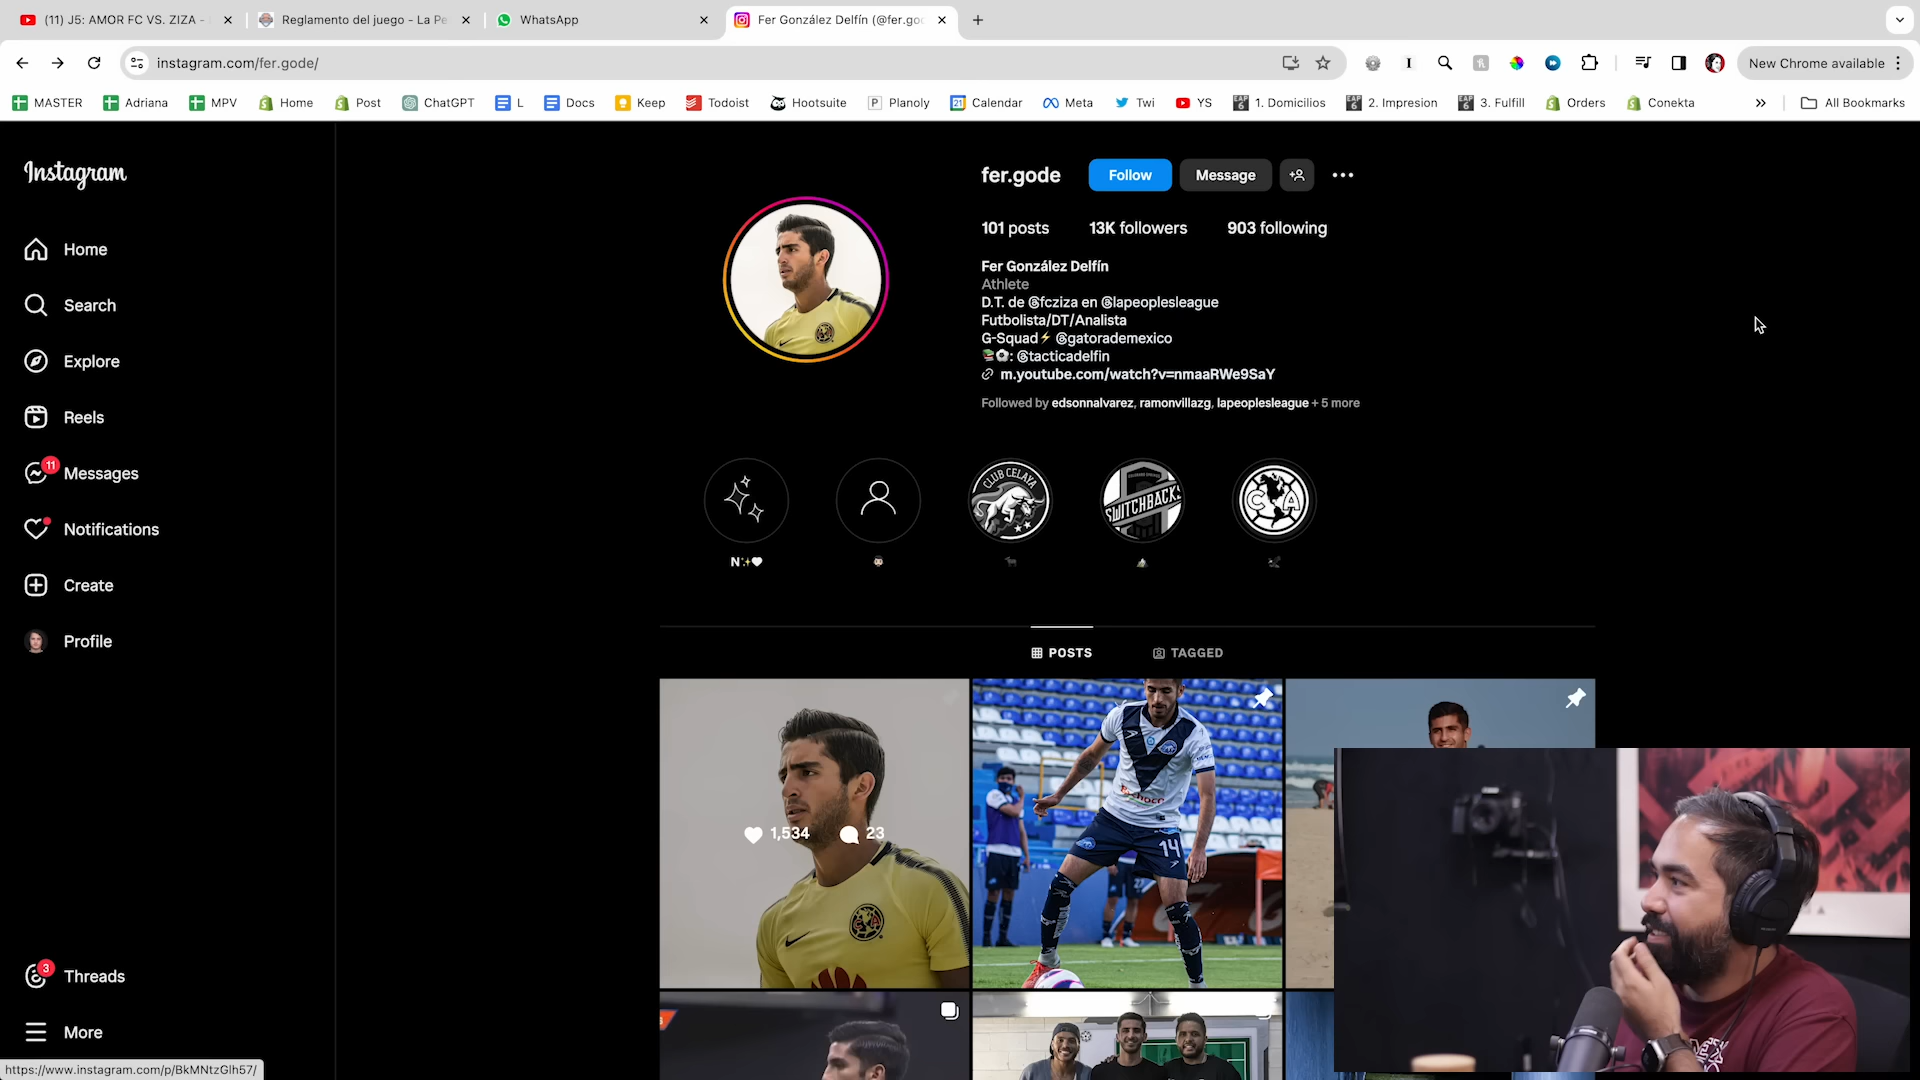 (11) J5: AMOR FC VS. ZIZA -
Reglamento del juego - La Pe
WhatsApp
Fer González Delfín (@fer.go
instagram.com/fer.gode/
New Chrome available
MASTER
Adriana
MPV
Home
Post
ChatGPT
L
Docs
Keep
Todoist
Hootsuite
Planoly
Calendar
Meta
Twi
YS
1. Domicilios
2. Impresion
3. Fulfill
Orders
Conekta
All Bookmarks
Instagram
Home
Search
Explore
Reels
11
Messages
Notifications
Create
Profile
3
Threads
More
https://www.instagram.com/p/BkMNtzGlh57/
fer.gode
Follow
Message
101 posts
13K followers
903 following
Fer González Delfín
Athlete
D.T. de @fcziza en @lapeoplesleague
Futbolista/DT/Analista
G-Squad⚡ @gatorademexico
📚⚽: @tacticadelfin
m.youtube.com/watch?v=nmaaRWe9SaY
Followed by edsonnalvarez, ramonvillazg, lapeoplesleague + 5 more
CLUB CELAYA
SWITCHBACKS
CA
N✨🤍
POSTS
TAGGED
1,534
23
14